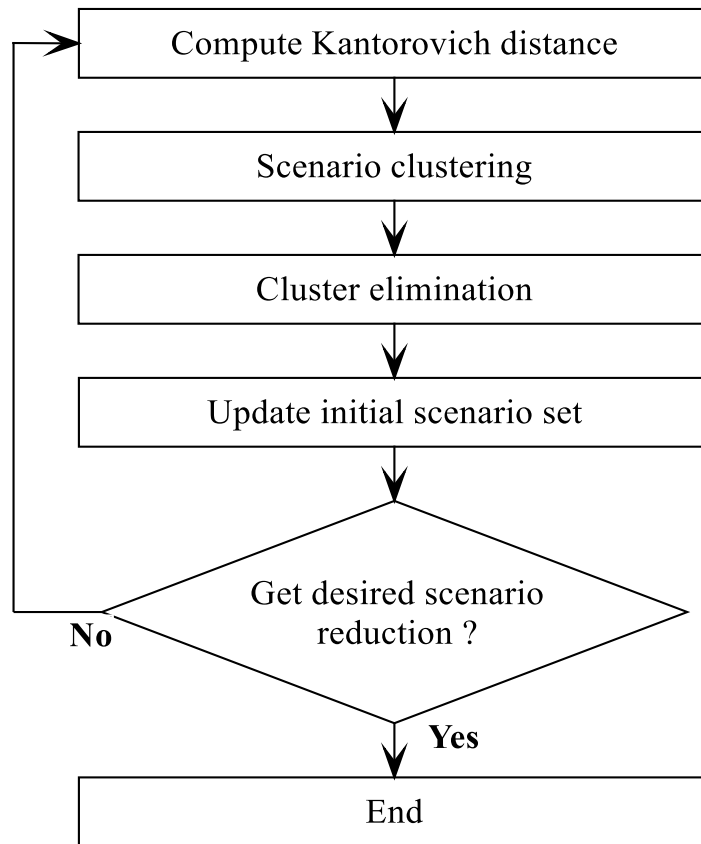 Compute Kantorovich distance
Scenario clustering
Cluster elimination
Update initial scenario set
Get desired scenario
reduction ?
No
Yes
End